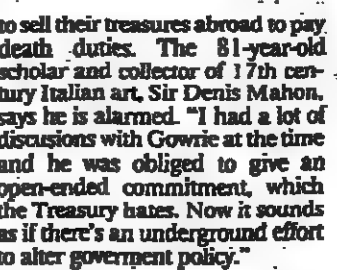 to sell their treasures abroad to pay
death duties. The 81-year-old
scholar and collector of 17th cen-
tury Italian art, Sir Denis Mahon,
says he is alarmed. "I had a lot of
discusions with Gowrie at the time
and he was obliged to give an
open-ended commitment, which
the Treasury hates. Now it sounds
as if there's an underground effort
to alter goverment policy."